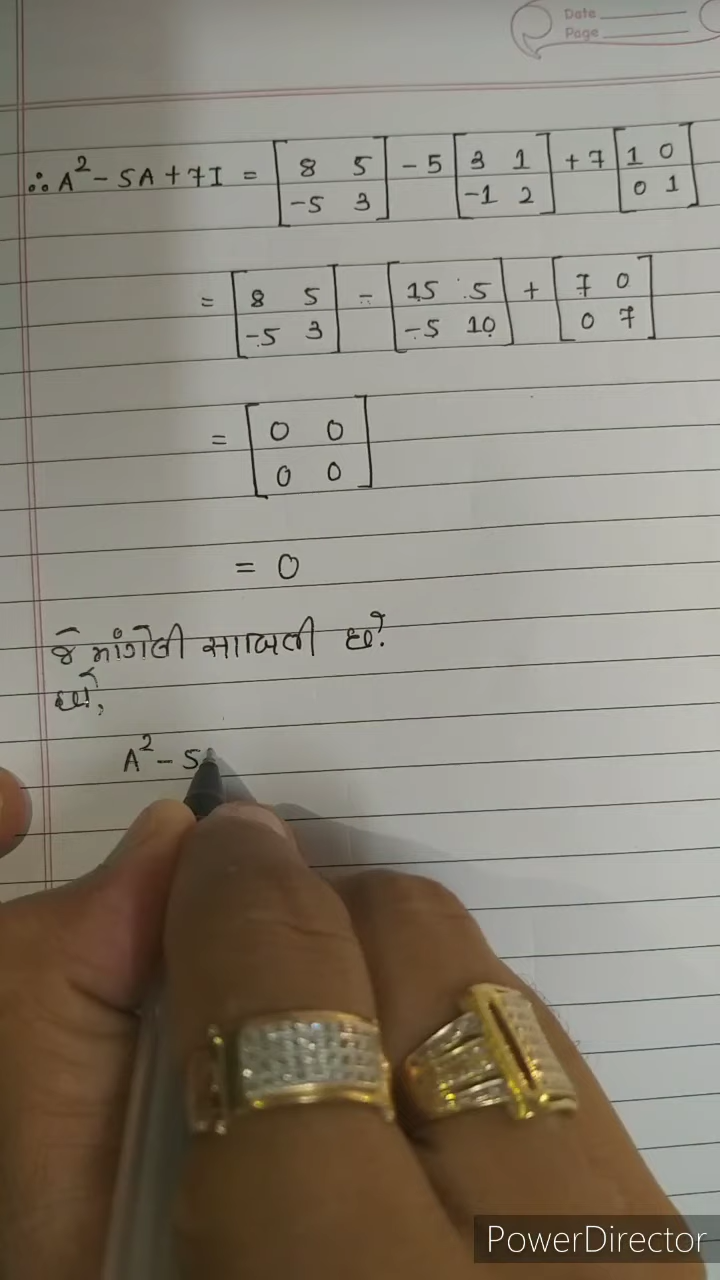 Date
Page
∴ A² - 5A + 7I = [8 5; -5 3] - 5 [3 1; -1 2] + 7 [1 0; 0 1]
= [8 5; -5 3] - [15 5; -5 10] + [7 0; 0 7]
= [0 0; 0 0]
= 0
જે માંગેલી સાબિતી છે.
હવે,
A² - 5
PowerDirector